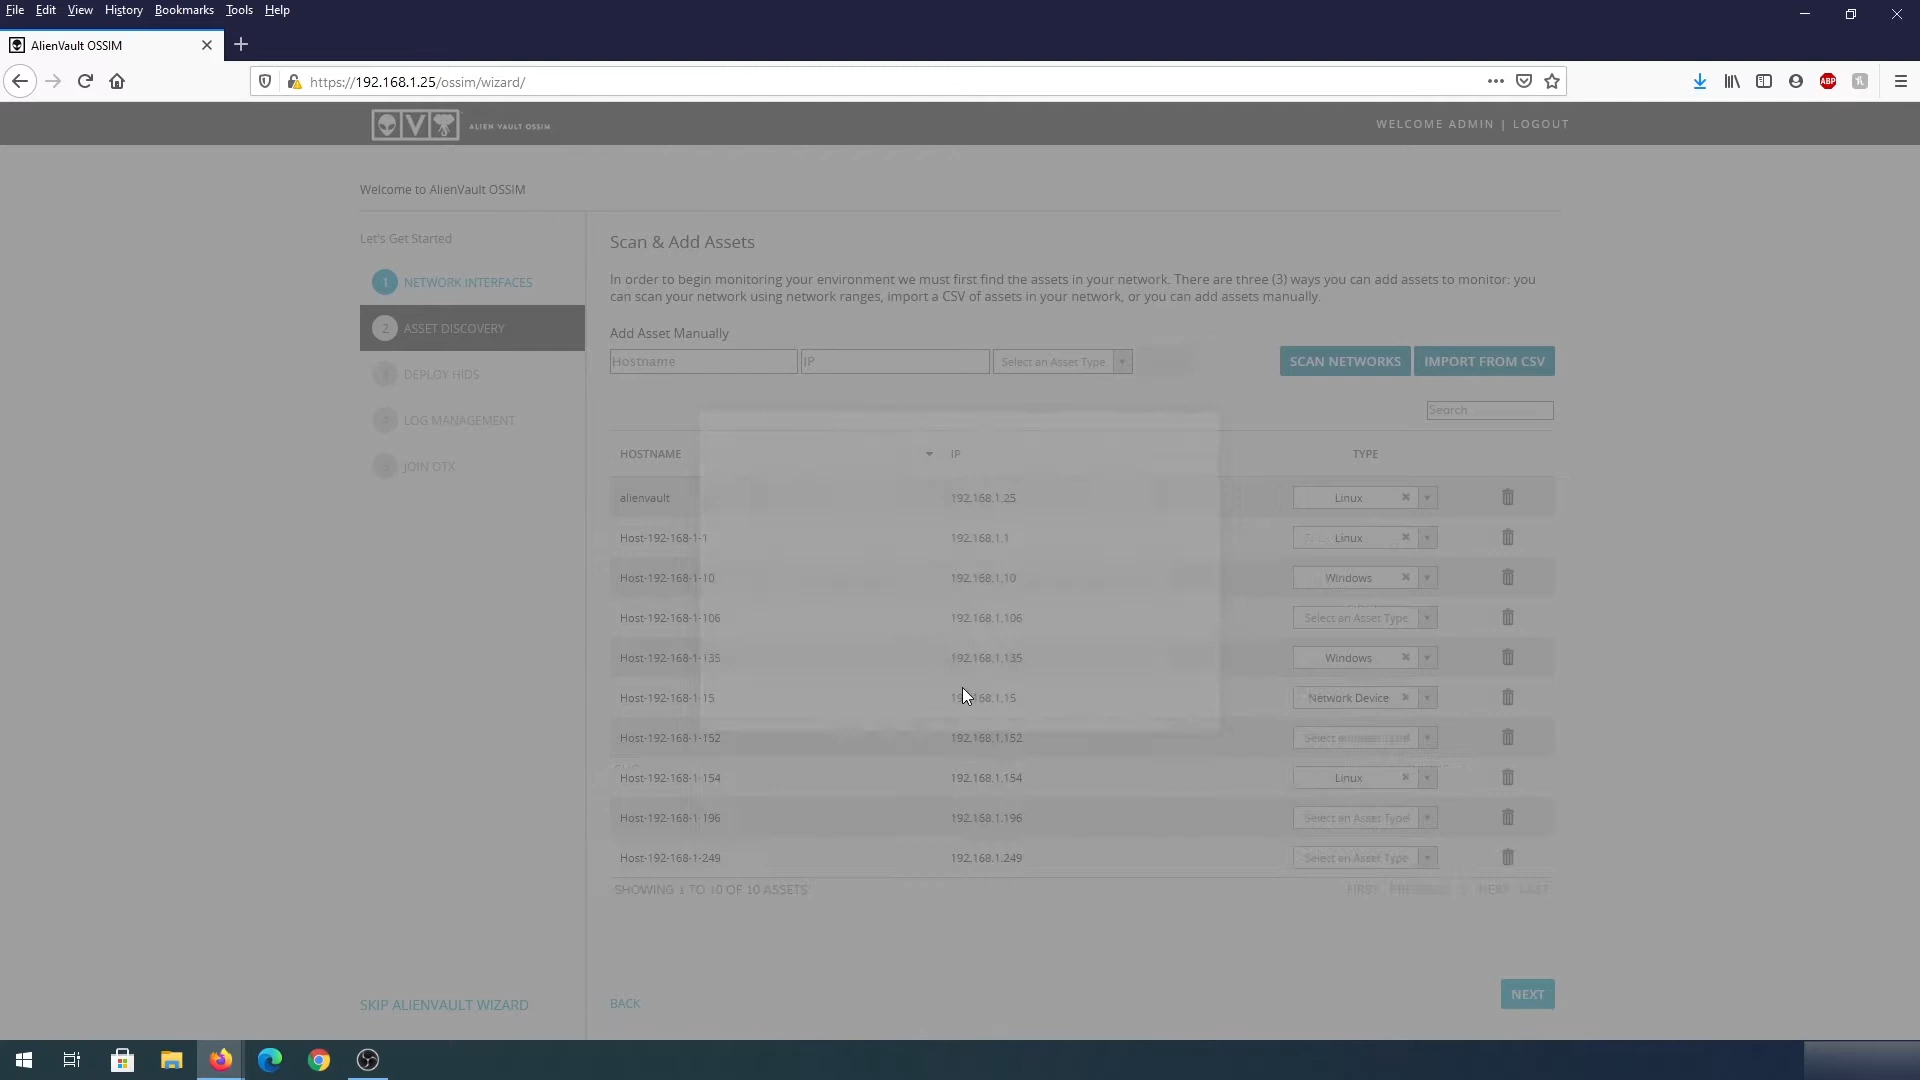 File Edit View History Bookmarks Tools Help
AlienVault OSSIM
https://192.168.1.25/ossim/wizard/
ABP
V ALIEN VAULT OSSIM
WELCOME ADMIN | LOGOUT
Welcome to AlienVault OSSIM
Let's Get Started
1 NETWORK INTERFACES
2 ASSET DISCOVERY
DEPLOY HIDS
LOG MANAGEMENT
JOIN OTX
SKIP ALIENVAULT WIZARD
Scan & Add Assets
In order to begin monitoring your environment we must first find the assets in your network. There are three (3) ways you can add assets to monitor: you
can scan your network using network ranges, import a CSV of assets in your network, or you can add assets manually.
Add Asset Manually
Hostname IP Select an Asset Type SCAN NETWORKS IMPORT FROM CSV
Search
HOSTNAME IP TYPE
alienvault 192.168.1.25 Linux
Host-192-168-1-1 192.168.1.1 Linux
Host-192-168-1-10 192.168.1.10 Windows
Host-192-168-1-106 192.168.1.106 Select an Asset Type
Host-192-168-1-135 192.168.1.135 Windows
Host-192-168-1-15 192.168.1.15 Network Device
Host-192-168-1-152 192.168.1.152 Select an Asset Type
Host-192-168-1-154 192.168.1.154 Linux
Host-192-168-1-196 192.168.1.196 Select an Asset Type
Host-192-168-1-249 192.168.1.249 Select an Asset Type
SHOWING 1 TO 10 OF 10 ASSETS FIRST PREVIOUS NEXT LAST
BACK NEXT